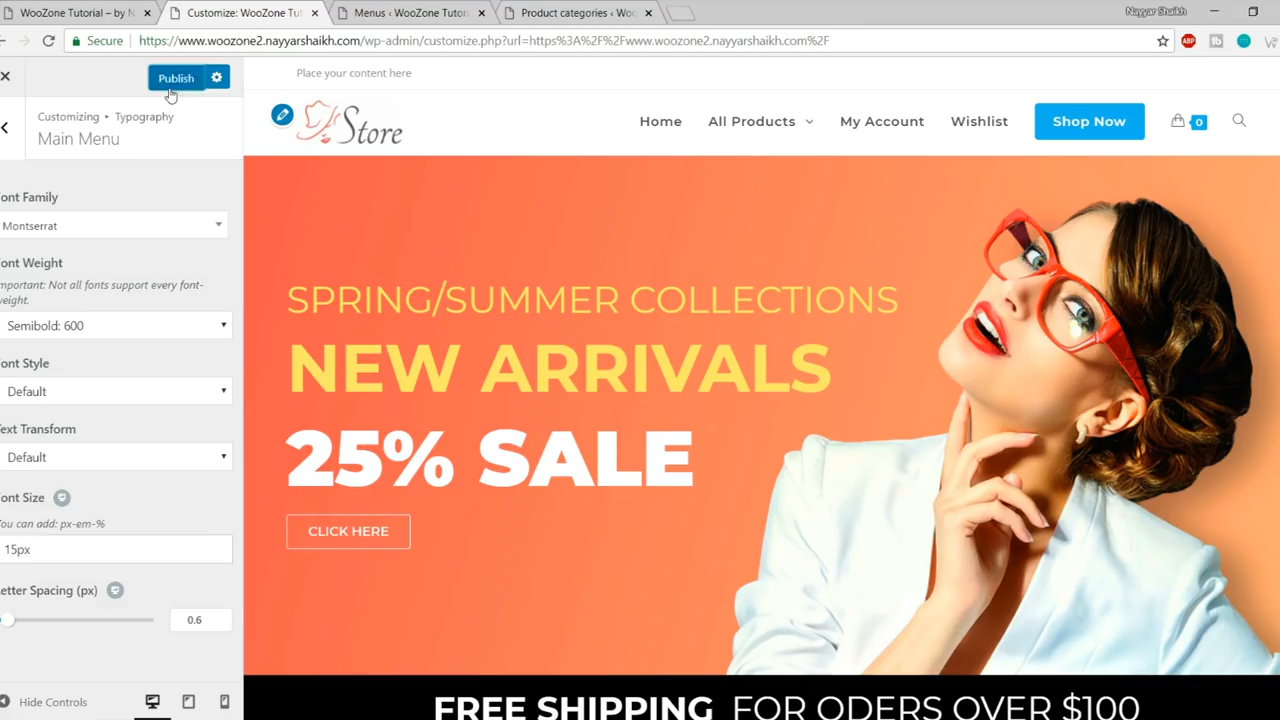 WooZone Tutorial – by N
Customize: WooZone Tut
Menus ‹ WooZone Tutor
Product categories ‹ Woo
Nayyar Shaikh
Secure
https://www.woozone2.nayyarshaikh.com/wp-admin/customize.php?url=https%3A%2F%2Fwww.woozone2.nayyarshaikh.com%2F
ABP
Publish
Customizing • Typography
Main Menu
ont Family
Montserrat
ont Weight
mportant: Not all fonts support every font-
weight.
Semibold: 600
ont Style
Default
ext Transform
Default
ont Size
ou can add: px-em-%
15px
etter Spacing (px)
0.6
Hide Controls
Place your content here
Store
Home
All Products
My Account
Wishlist
Shop Now
0
SPRING/SUMMER COLLECTIONS
NEW ARRIVALS
25% SALE
CLICK HERE
FREE SHIPPING FOR ODERS OVER $100